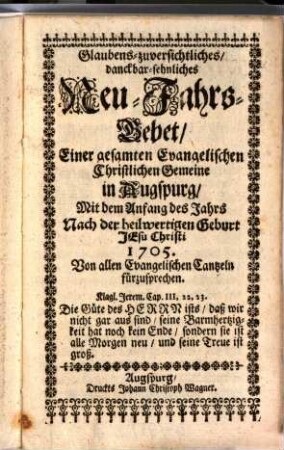 Glaubens-zuversichtliches/
danckbar-sehnliches
Neu-Jahrs-
Gebet/
Einer gesamten Evangelischen
Christlichen Gemeine
in Augspurg/
Mit dem Anfang des Jahrs
Nach der heilwertigen Geburt
JEsu Christi
1705.
Von allen Evangelischen Cantzeln
fürzusprechen.
Klagl. Jerem. Cap. III, 22, 23.
Die Güte des HERRN ists/ daß wir
nicht gar aus sind/ seine Barmhertzig-
keit hat noch kein Ende/ sondern sie ist
alle Morgen neu/ und seine Treue ist
groß.
Augspurg/
Druckts Johann Christoph Wagner.